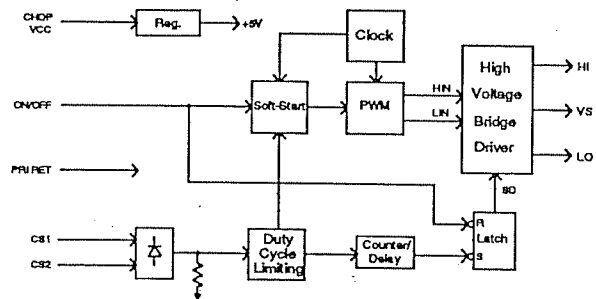 CHOP
VCC
Reg.
+5V
Clock
High
Voltage
Bridge
Driver
HI
VS
LO
ON/OFF
Soft-Start
PWM
HIN
LIN
PRI RET
SD
R
Latch
S
CS1
CS2
Duty
Cycle
Limiting
Counter/
Delay